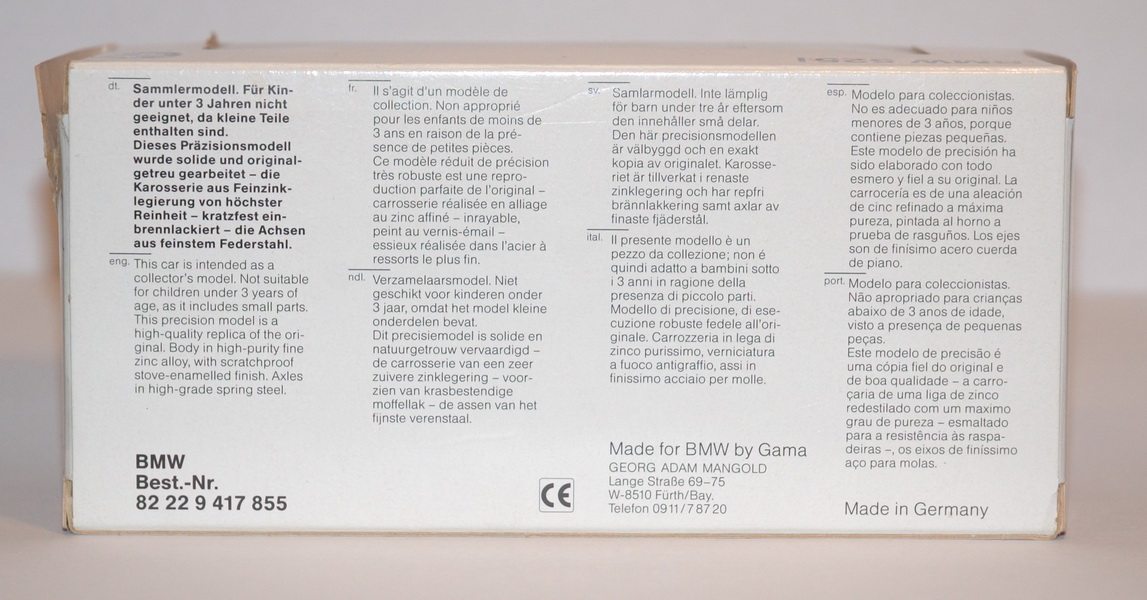 BMW 525i
dt.
Sammlermodell. Für Kin-
der unter 3 Jahren nicht
geeignet, da kleine Teile
enthalten sind.
Dieses Präzisionsmodell
wurde solide und original-
getreu gearbeitet – die
Karosserie aus Feinzink-
legierung von höchster
Reinheit – kratzfest ein-
brennlackiert – die Achsen
aus feinstem Federstahl.
eng.
This car is intended as a
collector's model. Not suitable
for children under 3 years of
age, as it includes small parts.
This precision model is a
high-quality replica of the ori-
ginal. Body in high-purity fine
zinc alloy, with scratchproof
stove-enamelled finish. Axles
in high-grade spring steel.
BMW
Best.-Nr.
82 22 9 417 855
fr.
Il s'agit d'un modèle de
collection. Non approprié
pour les enfants de moins de
3 ans en raison de la pré-
sence de petites pièces.
Ce modèle réduit de précision
très robuste est une repro-
duction parfaite de l'original –
carrosserie réalisée en alliage
au zinc affiné – inrayable,
peint au vernis-émail –
essieux réalisée dans l'acier à
ressorts le plus fin.
ndl.
Verzamelaarsmodel. Niet
geschikt voor kinderen onder
3 jaar, omdat het model kleine
onderdelen bevat.
Dit precisiemodel is solide en
natuurgetrouw vervaardigd –
de carrosserie van een zeer
zuivere zinklegering – voor-
zien van krasbestendige
moffellak – de assen van het
fijnste verenstaal.
CE
sv.
Samlarmodell. Inte lämplig
för barn under tre år eftersom
den innehåller små delar.
Den här precisionsmodellen
är välbyggd och en exakt
kopia av originalet. Karosse-
riet är tillverkat i renaste
zinklegering och har repfri
brännlakkering samt axlar av
finaste fjäderstål.
ital.
Il presente modello è un
pezzo da collezione; non é
quindi adatto a bambini sotto
i 3 anni in ragione della
presenza di piccolo parti.
Modello di precisione, di ese-
cuzione robuste fedele all'ori-
ginale. Carrozzeria in lega di
zinco purissimo, verniciatura
a fuoco antigraffio, assi in
finissimo acciaio per molle.
Made for BMW by Gama
GEORG ADAM MANGOLD
Lange Straße 69–75
W-8510 Fürth/Bay.
Telefon 0911/78720
esp.
Modelo para coleccionistas.
No es adecuado para niños
menores de 3 años, porque
contiene piezas pequeñas.
Este modelo de precisión ha
sido elaborado con todo
esmero y fiel a su original. La
carrocería es de una aleación
de cinc refinado a máxima
pureza, pintada al horno a
prueba de rasguños. Los ejes
son de finísimo acero cuerda
de piano.
port.
Modelo para coleccionistas.
Não apropriado para crianças
abaixo de 3 anos de idade,
visto a presença de pequenas
peças.
Este modelo de precisão é
uma cópia fiel do original e
de boa qualidade – a carro-
çaria de uma liga de zinco
redestilado com um maximo
grau de pureza – esmaltado
para a resistência às raspa-
deiras –, os eixos de finíssimo
aço para molas.
Made in Germany